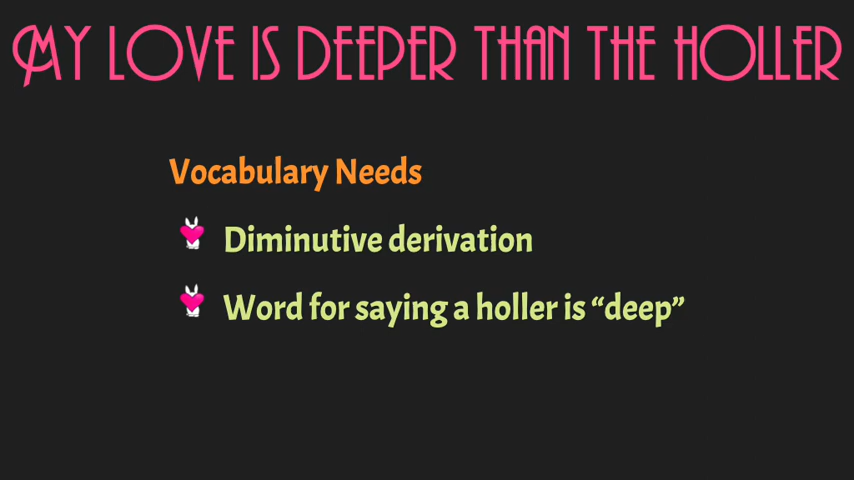 MY LOVE IS DEEPER THAN THE HOLLER
Vocabulary Needs
Diminutive derivation
Word for saying a holler is “deep”